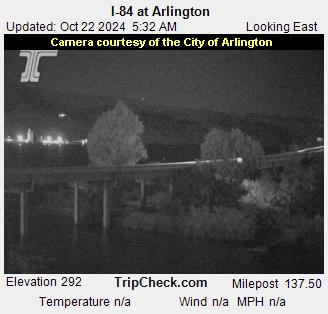 I-84 at Arlington
Updated: Oct 22 2024 5:32 AM Looking East
Camera courtesy of the City of Arlington
Elevation 292 TripCheck.com Milepost 137.50
Temperature n/a Wind n/a MPH n/a